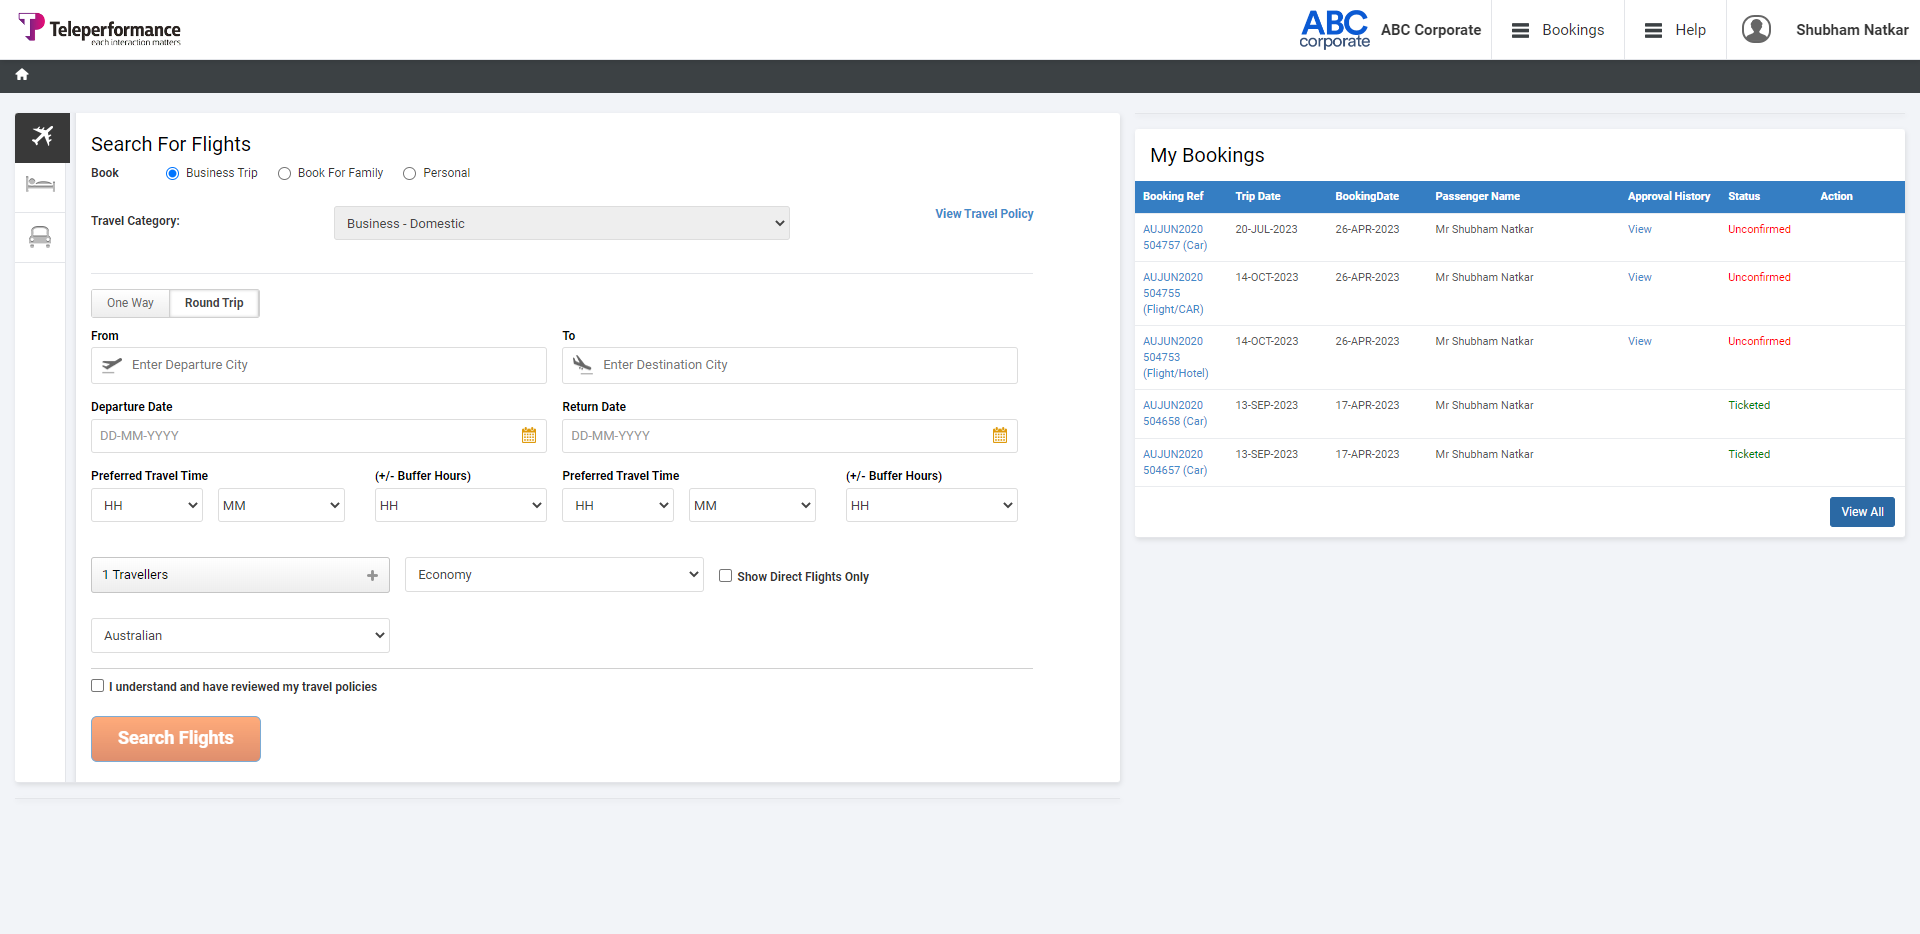 Teleperformance
each interaction matters
ABC
corporate
ABC Corporate
Bookings
Help
Shubham Natkar
Search For Flights
Book
Business Trip
Book For Family
Personal
Travel Category:
Business - Domestic
View Travel Policy
One Way
Round Trip
From
To
Enter Departure City
Enter Destination City
Departure Date
Return Date
DD-MM-YYYY
DD-MM-YYYY
Preferred Travel Time
(+/- Buffer Hours)
Preferred Travel Time
(+/- Buffer Hours)
HH
MM
HH
HH
MM
HH
1 Travellers
Economy
Show Direct Flights Only
Australian
I understand and have reviewed my travel policies
Search Flights
My Bookings
Booking Ref Trip Date BookingDate Passenger Name Approval History Status Action
AUJUN2020 20-JUL-2023 26-APR-2023 Mr Shubham Natkar View Unconfirmed
504757 (Car)
AUJUN2020 14-OCT-2023 26-APR-2023 Mr Shubham Natkar View Unconfirmed
504755
(Flight/CAR)
AUJUN2020 14-OCT-2023 26-APR-2023 Mr Shubham Natkar View Unconfirmed
504753
(Flight/Hotel)
AUJUN2020 13-SEP-2023 17-APR-2023 Mr Shubham Natkar Ticketed
504658 (Car)
AUJUN2020 13-SEP-2023 17-APR-2023 Mr Shubham Natkar Ticketed
504657 (Car)
View All